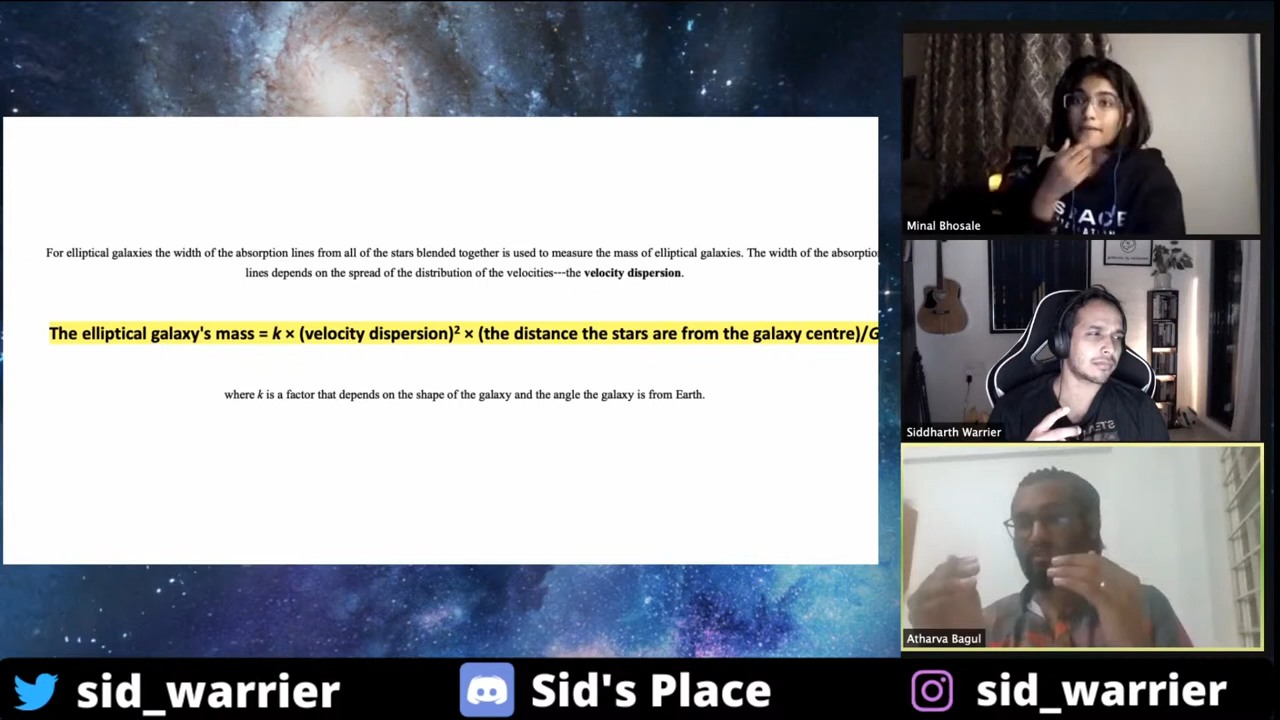 For elliptical galaxies the width of the absorption lines from all of the stars blended together is used to measure the mass of elliptical galaxies. The width of the absorptio
lines depends on the spread of the distribution of the velocities---the velocity dispersion.
The elliptical galaxy's mass = k × (velocity dispersion)² × (the distance the stars are from the galaxy centre)/G
where k is a factor that depends on the shape of the galaxy and the angle the galaxy is from Earth.
Minal Bhosale
SPACE
Siddharth Warrier
Atharva Bagul
sid_warrier
Sid's Place
sid_warrier